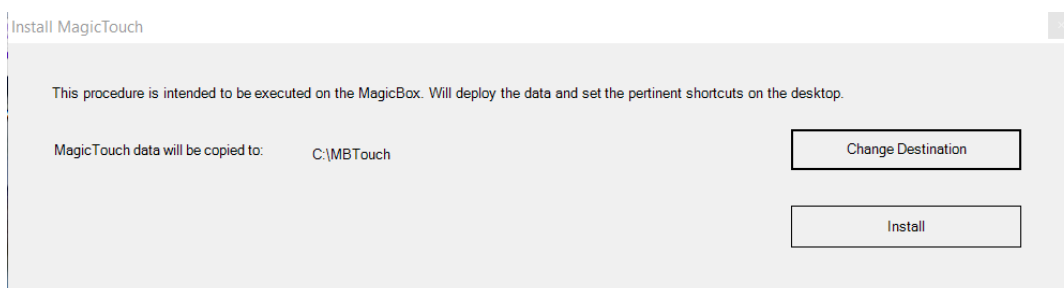 Install MagicTouch
This procedure is intended to be executed on the MagicBox. Will deploy the data and set the pertinent shortcuts on the desktop.
MagicTouch data will be copied to: C:\MBTouch
Change Destination
Install